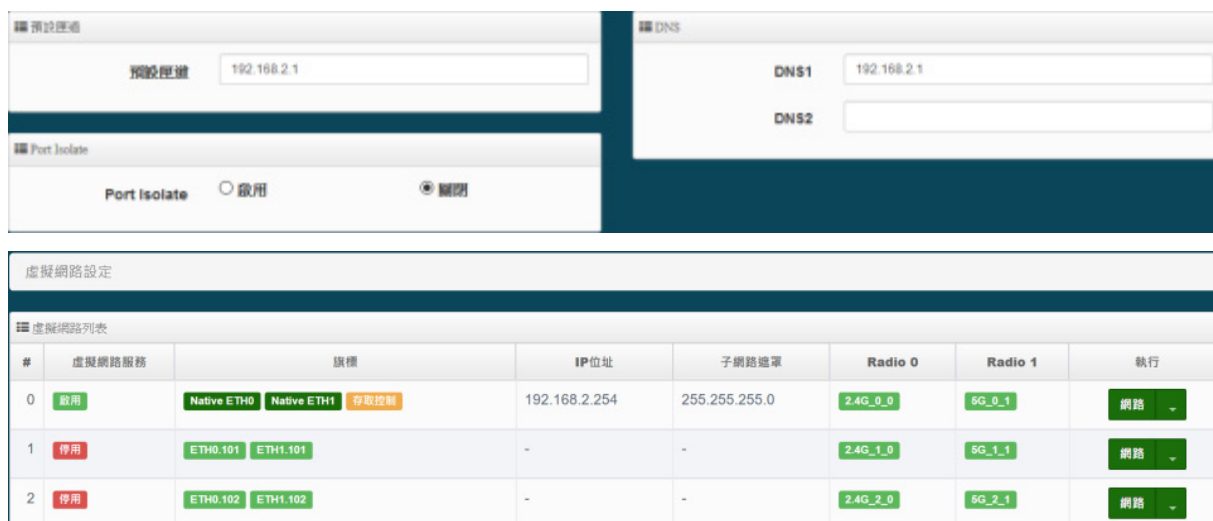 預設匣道
預設匣道 192.168.2.1
Port Isolate
Port Isolate 啟用 關閉
DNS
DNS1 192.168.2.1
DNS2
虛擬網路設定
虛擬網路列表
# 虛擬網路服務 旗標 IP位址 子網路遮罩 Radio 0 Radio 1 執行
0 啟用 Native ETH0 Native ETH1 存取控制 192.168.2.254 255.255.255.0 2.4G_0_0 5G_0_1 網路
1 停用 ETH0.101 ETH1.101 - - 2.4G_1_0 5G_1_1 網路
2 停用 ETH0.102 ETH1.102 - - 2.4G_2_0 5G_2_1 網路